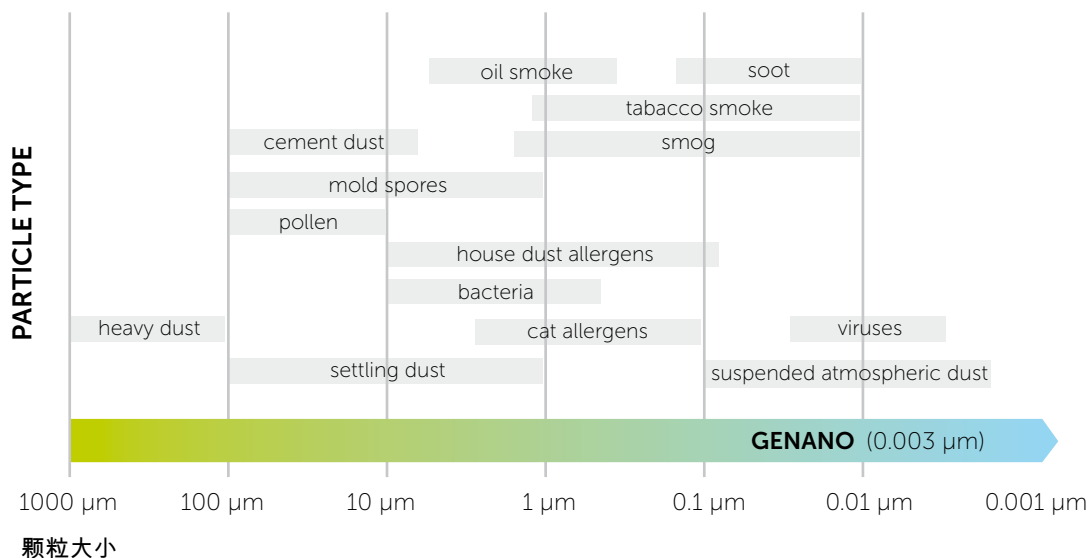 PARTICLE TYPE
oil smoke
soot
tabacco smoke
cement dust
smog
mold spores
pollen
house dust allergens
bacteria
heavy dust
cat allergens
viruses
settling dust
suspended atmospheric dust
GENANO (0.003 µm)
1000 µm
100 µm
10 µm
1 µm
0.1 µm
0.01 µm
0.001 µm
颗粒大小